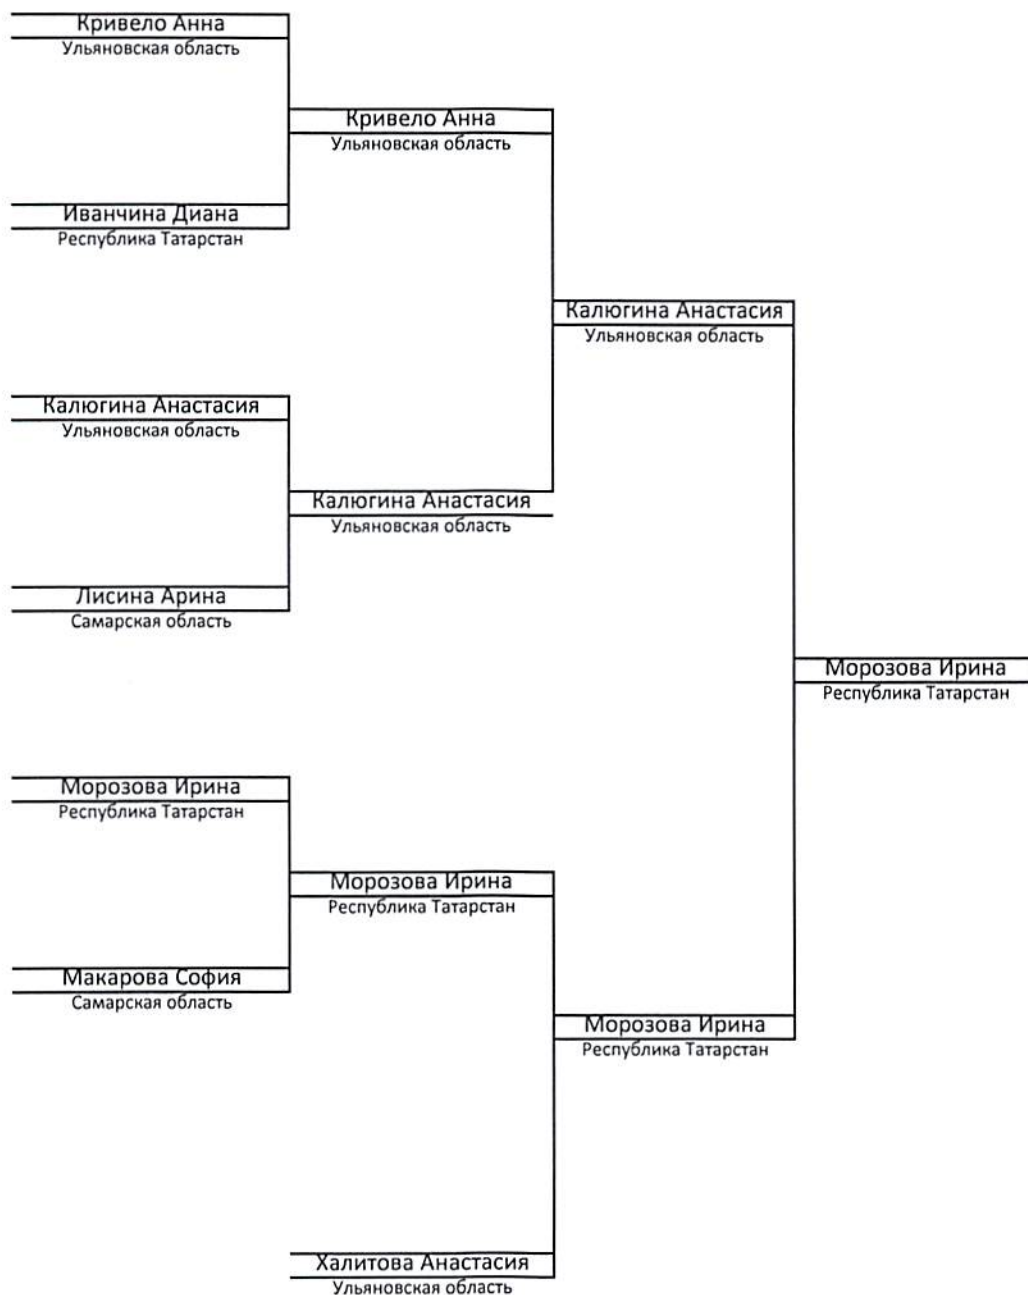 Кривело Анна
Ульяновская область
Кривело Анна
Ульяновская область
Иванчина Диана
Республика Татарстан
Калюгина Анастасия
Ульяновская область
Калюгина Анастасия
Ульяновская область
Калюгина Анастасия
Ульяновская область
Лисина Арина
Самарская область
Морозова Ирина
Республика Татарстан
Морозова Ирина
Республика Татарстан
Морозова Ирина
Республика Татарстан
Макарова София
Самарская область
Морозова Ирина
Республика Татарстан
Халитова Анастасия
Ульяновская область